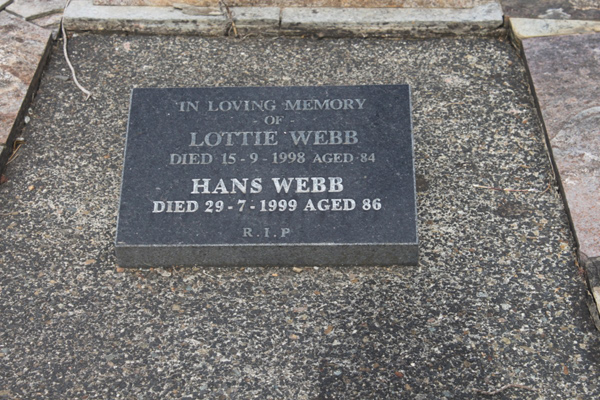 IN LOVING MEMORY
- OF -
LOTTIE WEBB
DIED 15 - 9 - 1998 AGED 84
HANS WEBB
DIED 29 - 7 - 1999 AGED 86
R . I . P